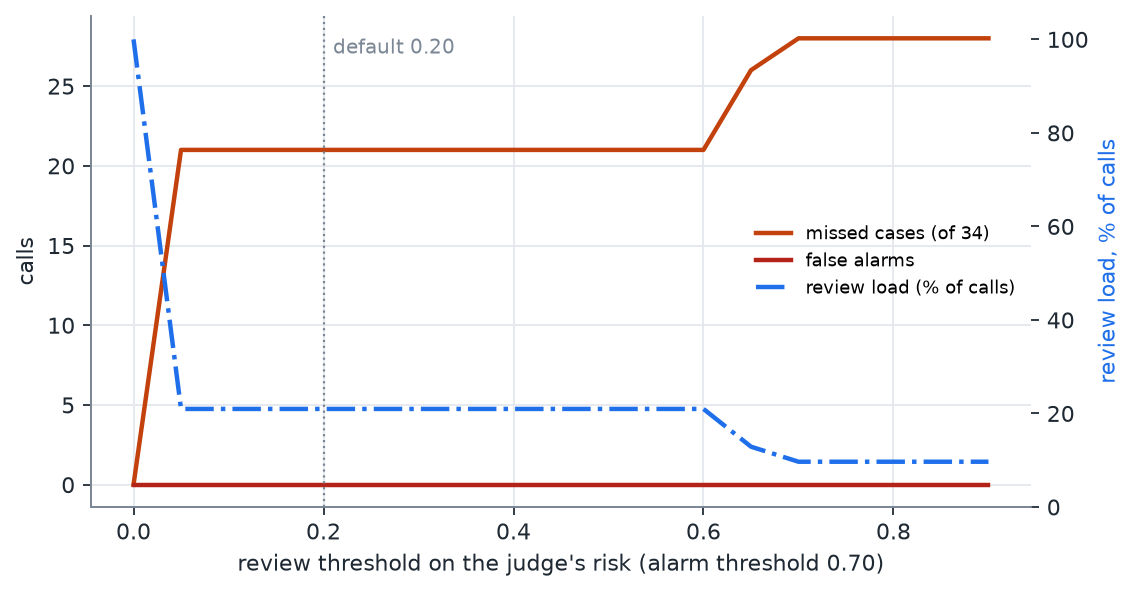 default 0.20
25
20
15
10
5
0
calls
100
80
60
40
20
0
review load, % of calls
missed cases (of 34)
false alarms
review load (% of calls)
0.0 0.2 0.4 0.6 0.8
review threshold on the judge's risk (alarm threshold 0.70)